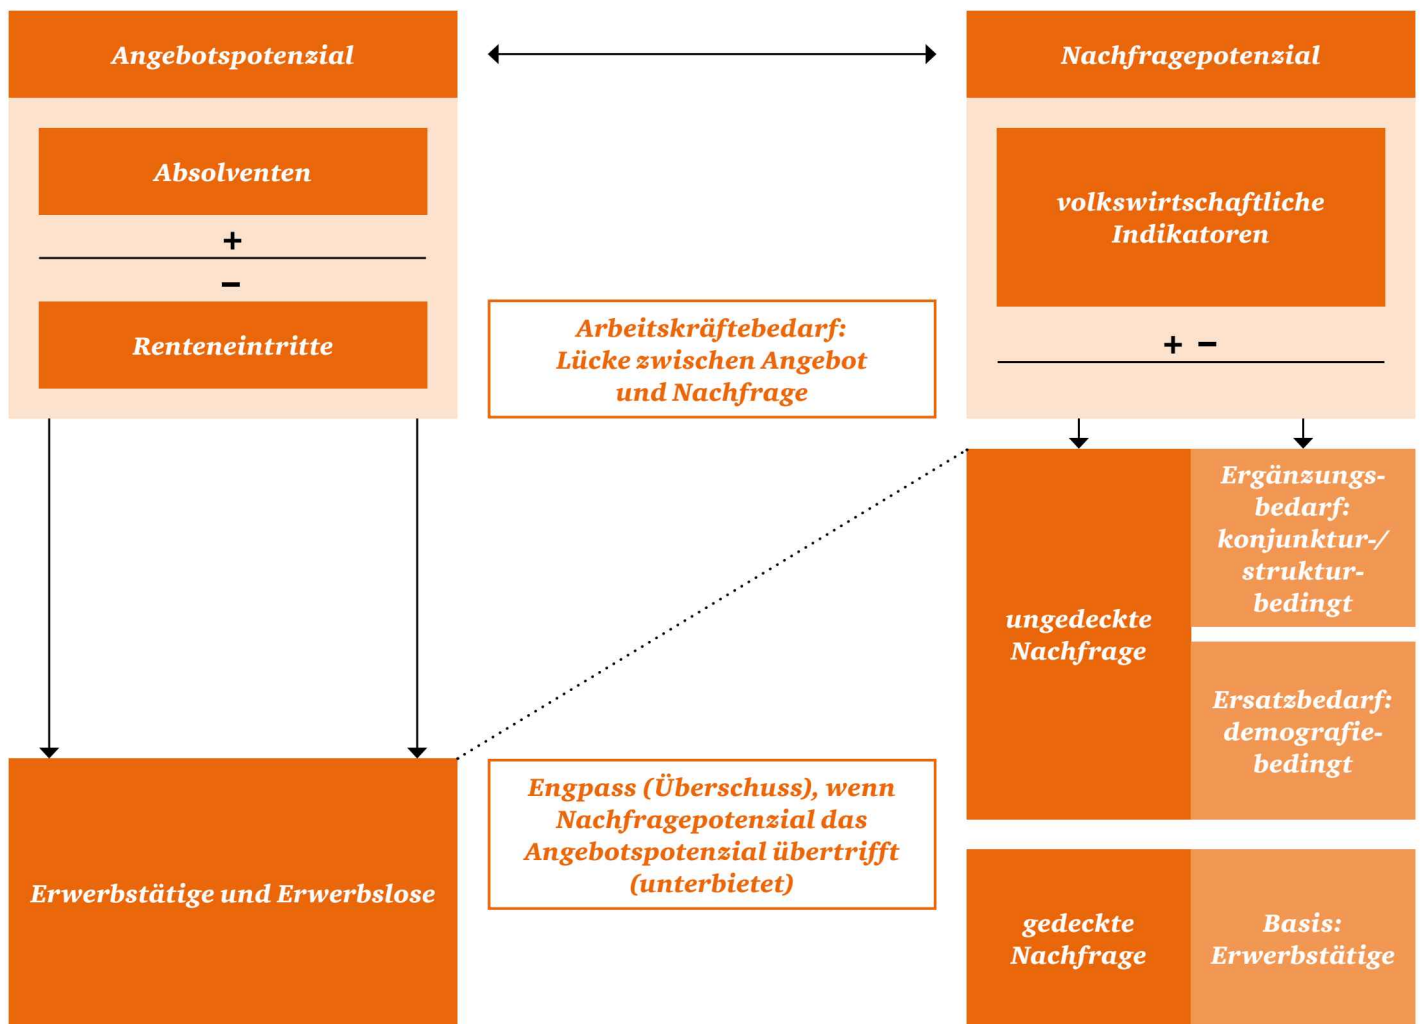 Angebotspotenzial
Absolventen
+
−
Renteneintritte
Erwerbstätige und Erwerbslose
Arbeitskräftebedarf:
Lücke zwischen Angebot
und Nachfrage
Engpass (Überschuss), wenn
Nachfragepotenzial das
Angebotspotenzial übertrifft
(unterbietet)
Nachfragepotenzial
volkswirtschaftliche
Indikatoren
+ −
ungedeckte
Nachfrage
Ergänzungs-
bedarf:
konjunktur-/
struktur-
bedingt
Ersatzbedarf:
demografie-
bedingt
gedeckte
Nachfrage
Basis:
Erwerbstätige